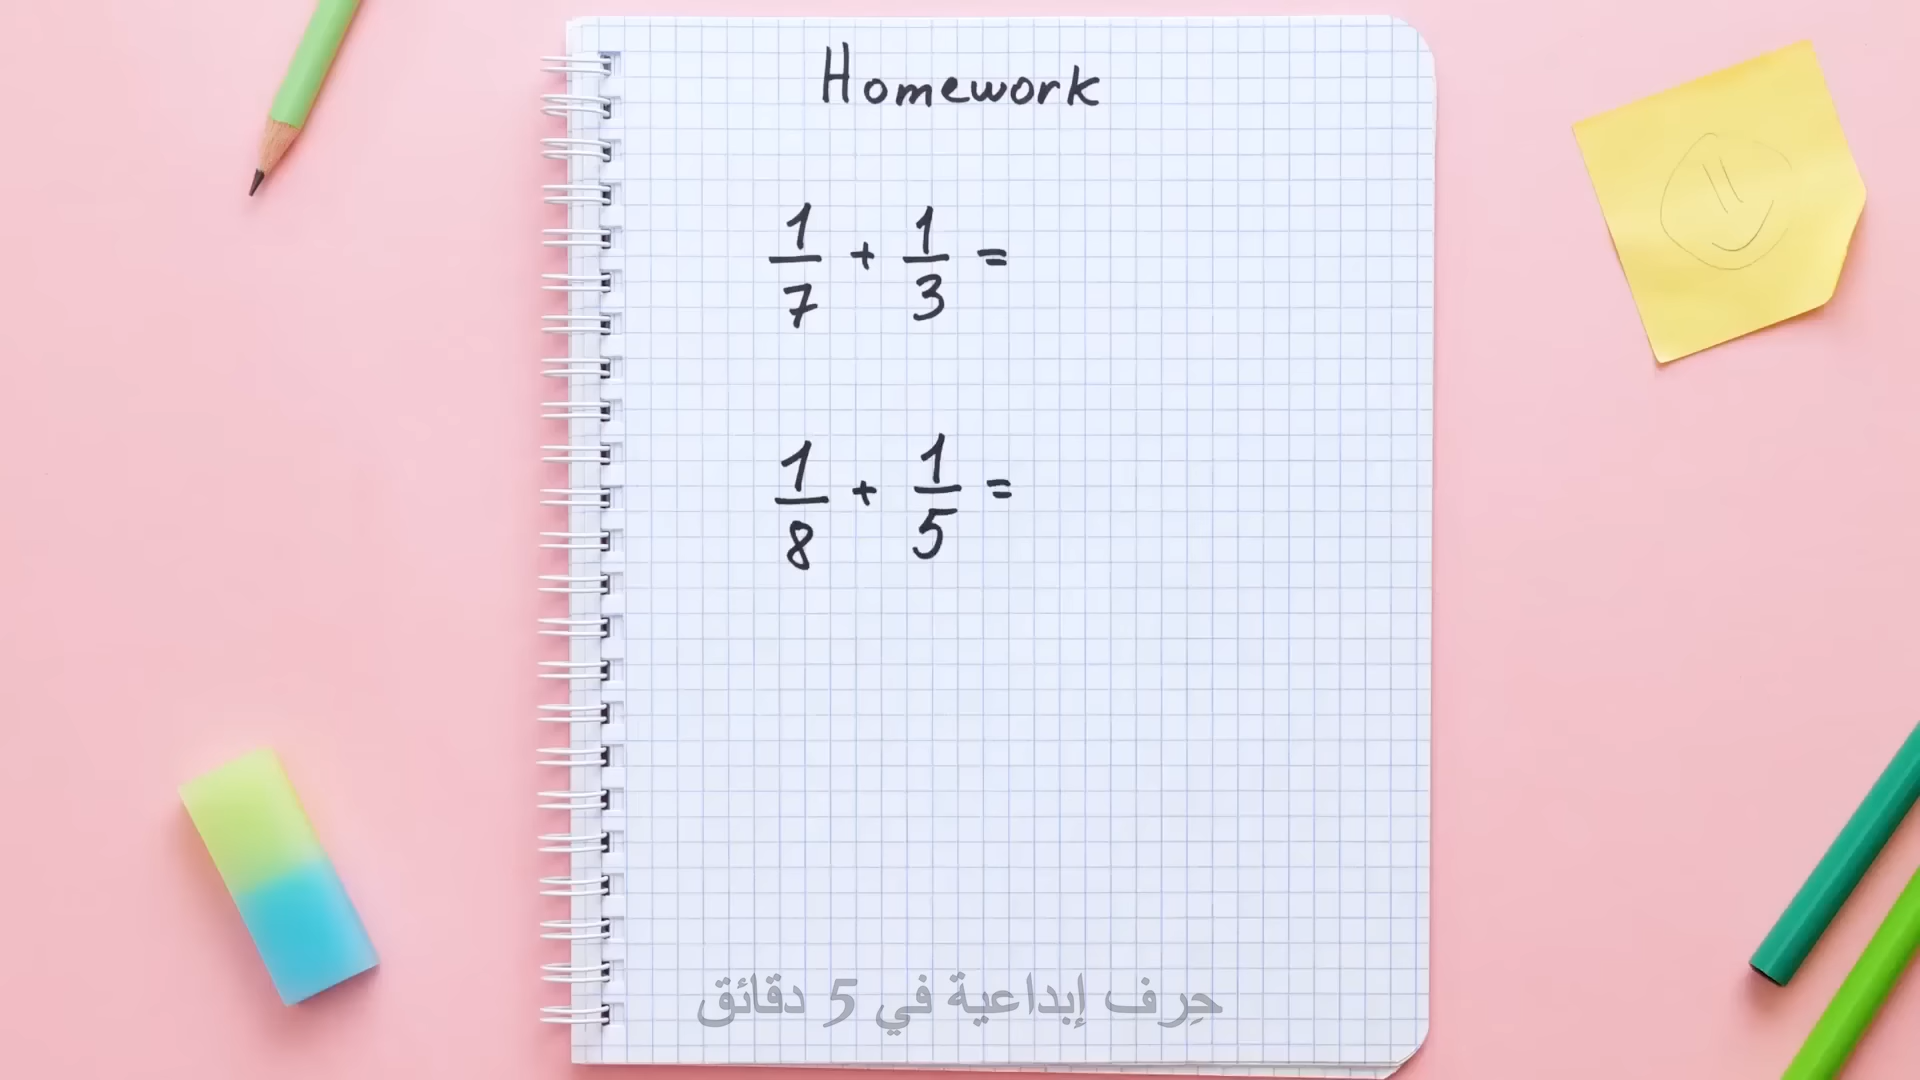 Homework
1/7 + 1/3 =
1/8 + 1/5 =
حِرف إبداعية في 5 دقائق